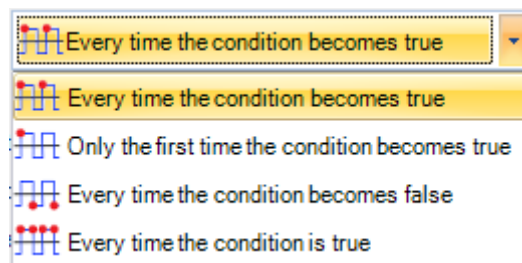 Every time the condition becomes true
Every time the condition becomes true
Only the first time the condition becomes true
Every time the condition becomes false
Every time the condition is true